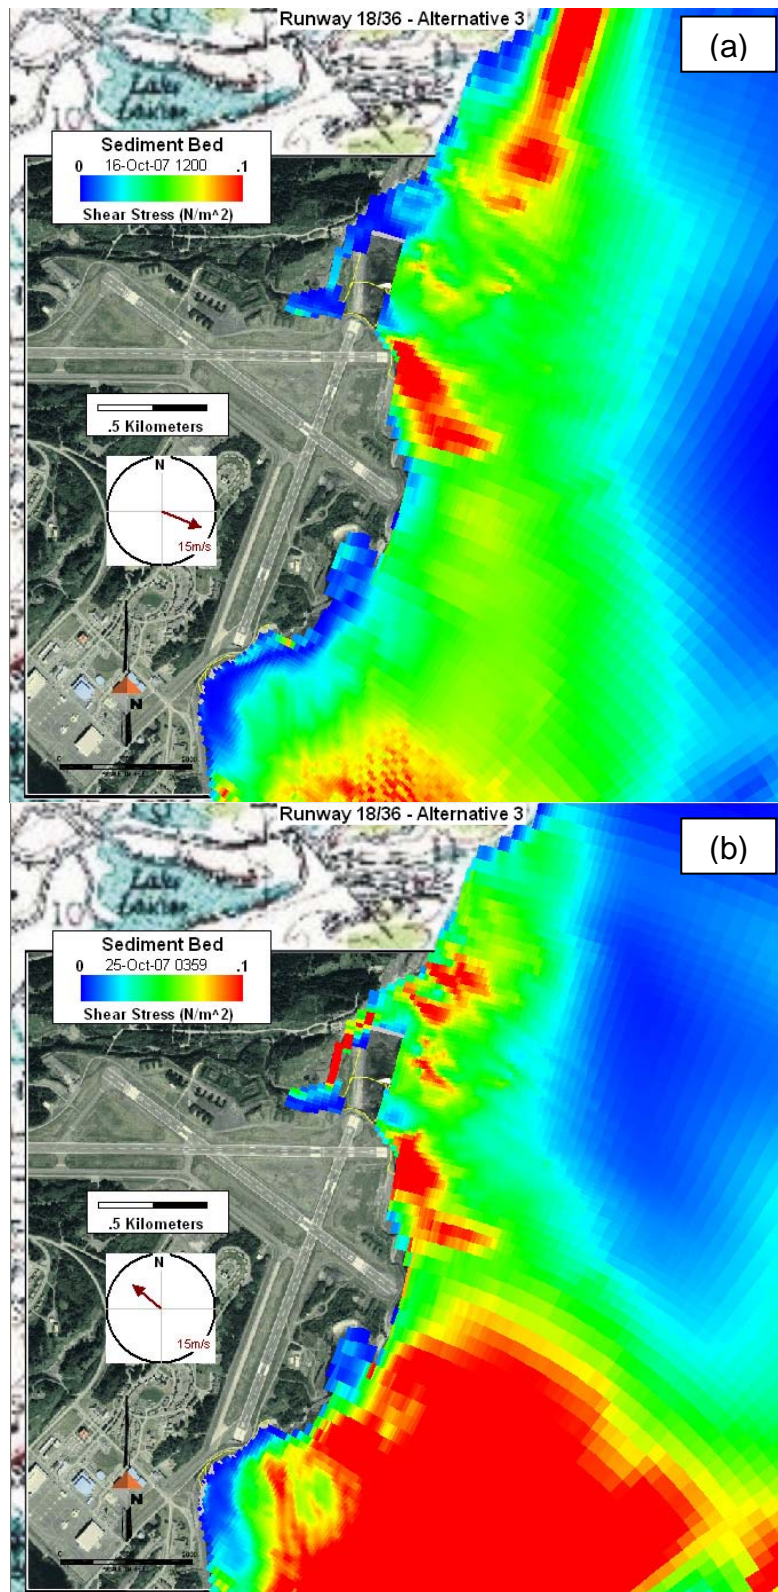 Runway 18/36 - Alternative 3
(a)
Sediment Bed
0 16-Oct-07 1200 .1
Shear Stress (N/m^2)
.5 Kilometers
N
15m/s
N
Runway 18/36 - Alternative 3
(b)
Sediment Bed
0 25-Oct-07 0359 .1
Shear Stress (N/m^2)
.5 Kilometers
N
15m/s
N